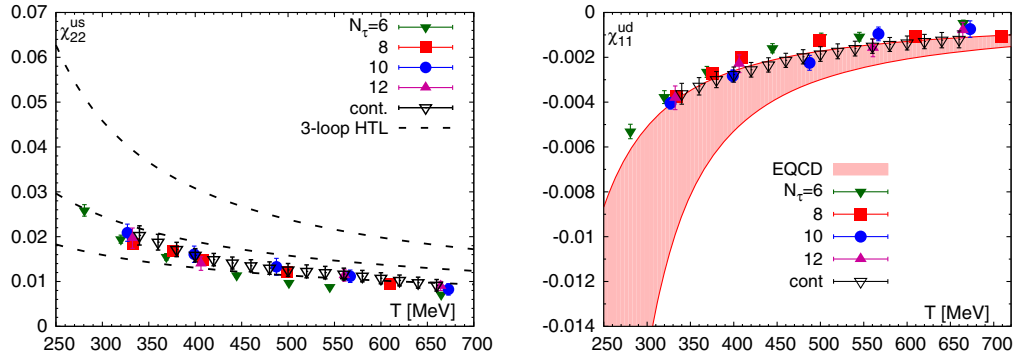 0.07
0.06
0.05
0.04
0.03
0.02
0.01
0
χ₂₂ᵘˢ
Nτ=6
8
10
12
cont.
3-loop HTL
T [MeV]
250 300 350 400 450 500 550 600 650 700
0
-0.002
-0.004
-0.006
-0.008
-0.01
-0.012
-0.014
χ₁₁ᵘᵈ
EQCD
Nτ=6
8
10
12
cont
T [MeV]
250 300 350 400 450 500 550 600 650 700